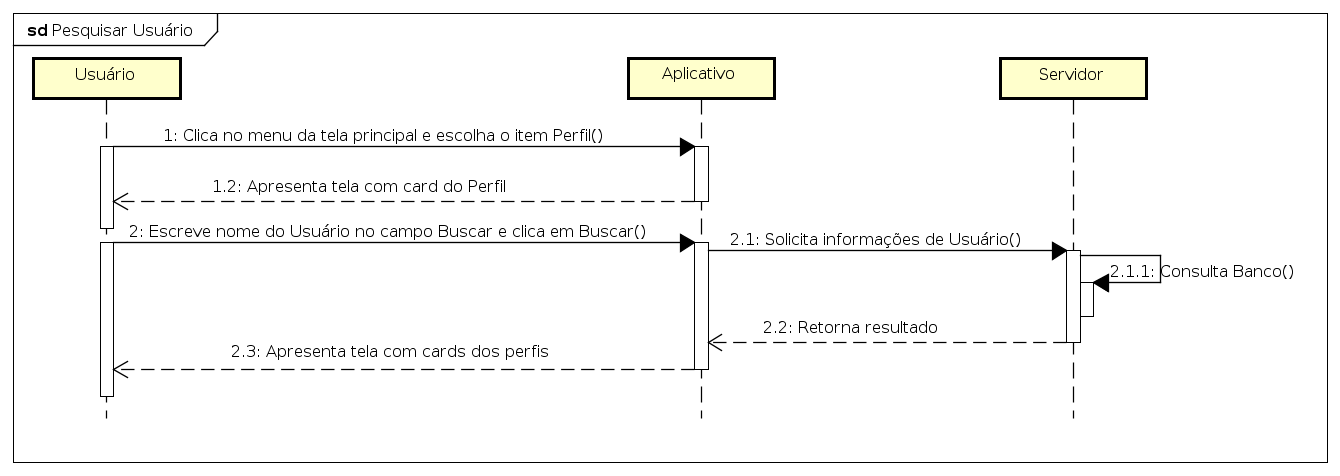 sd Pesquisar Usuário
Usuário
Aplicativo
Servidor
1: Clica no menu da tela principal e escolha o item Perfil()
1.2: Apresenta tela com card do Perfil
2: Escreve nome do Usuário no campo Buscar e clica em Buscar()
2.1: Solicita informações de Usuário()
2.1.1: Consulta Banco()
2.2: Retorna resultado
2.3: Apresenta tela com cards dos perfis